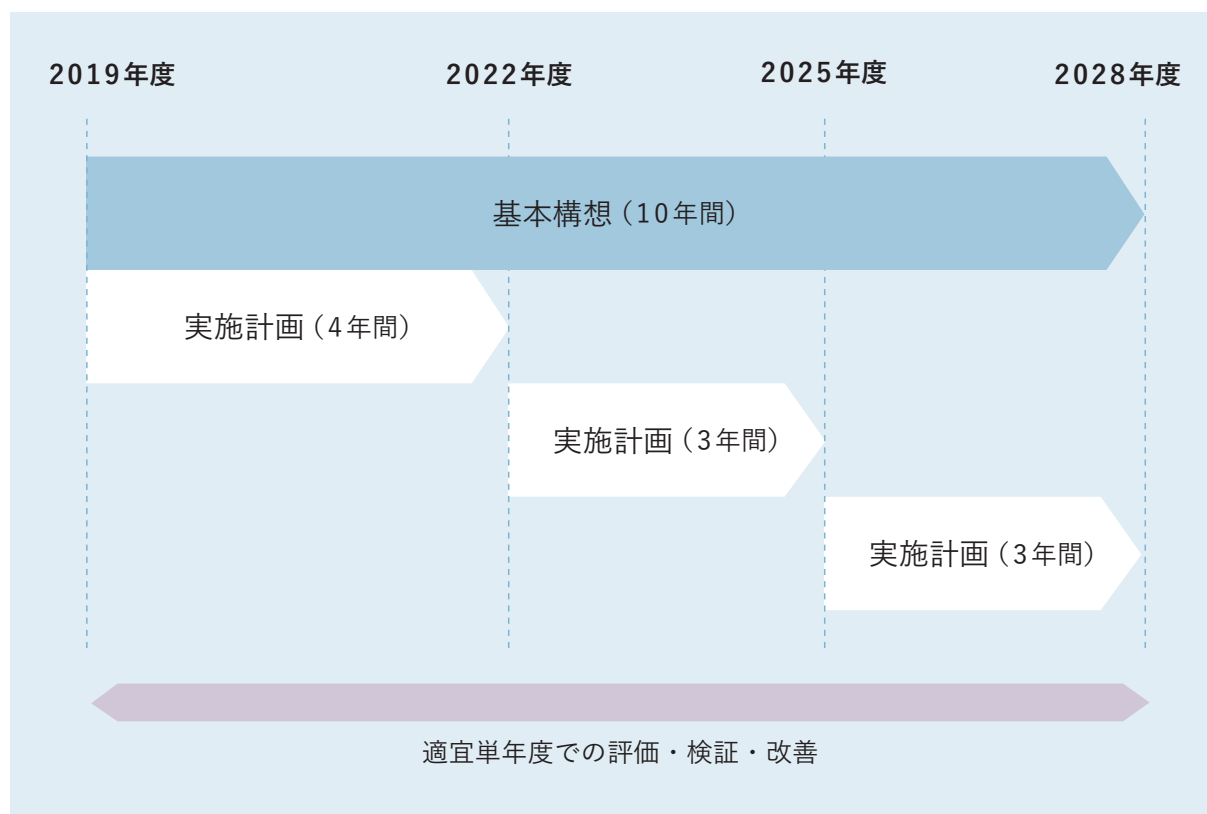 2019年度
2022年度
2025年度
2028年度
基本構想（10年間）
実施計画（4年間）
実施計画（3年間）
実施計画（3年間）
適宜単年度での評価・検証・改善